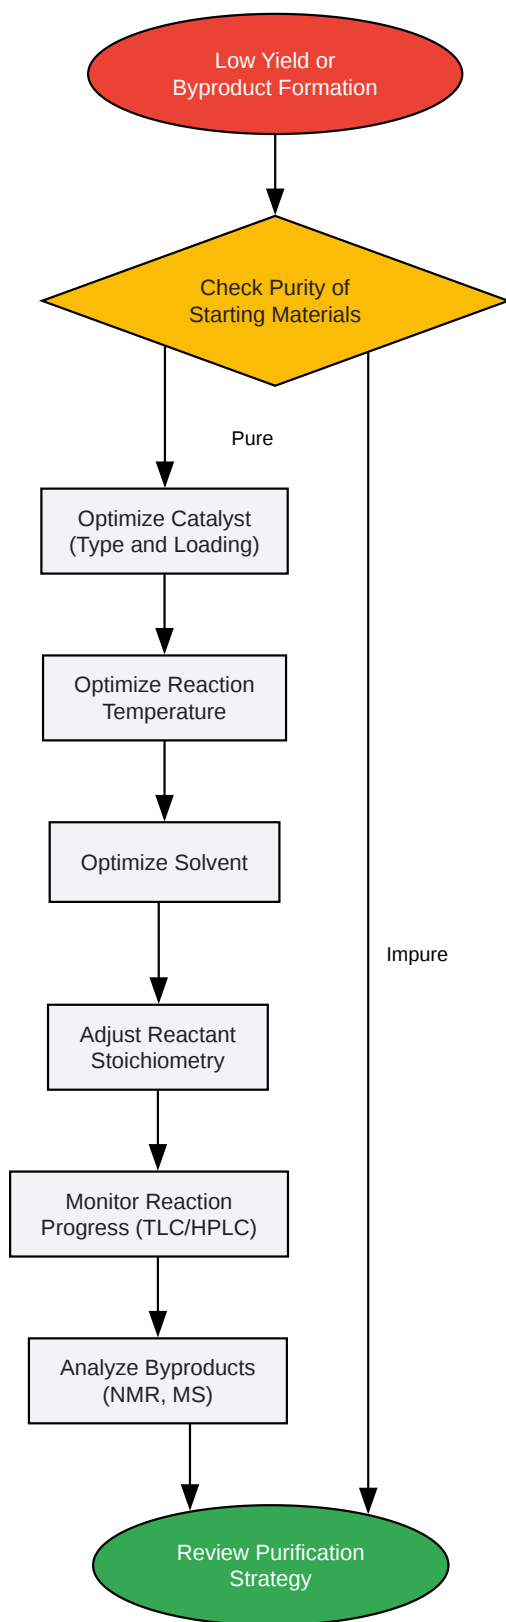 Low Yield or
Byproduct Formation
Check Purity of
Starting Materials
Pure
Optimize Catalyst
(Type and Loading)
Optimize Reaction
Temperature
Optimize Solvent
Impure
Adjust Reactant
Stoichiometry
Monitor Reaction
Progress (TLC/HPLC)
Analyze Byproducts
(NMR, MS)
Review Purification
Strategy